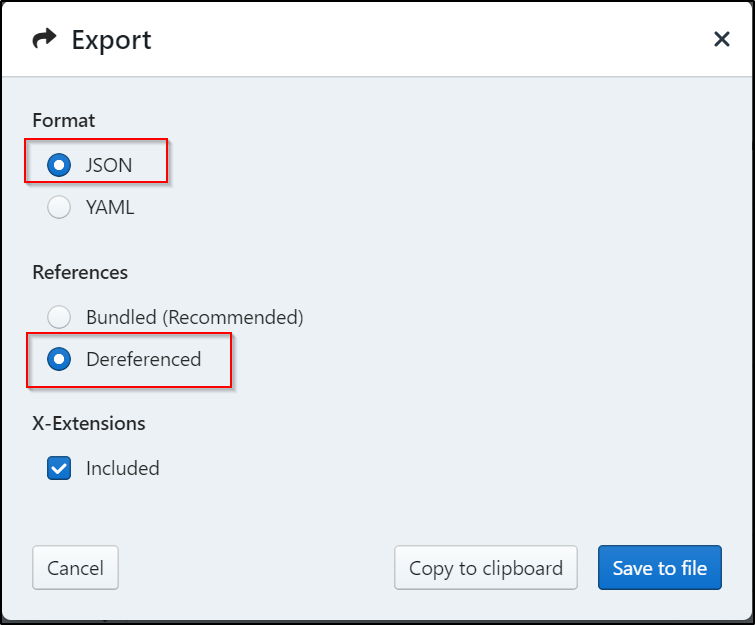 Export
Format
JSON
YAML
References
Bundled (Recommended)
Dereferenced
X-Extensions
Included
Cancel
Copy to clipboard
Save to file